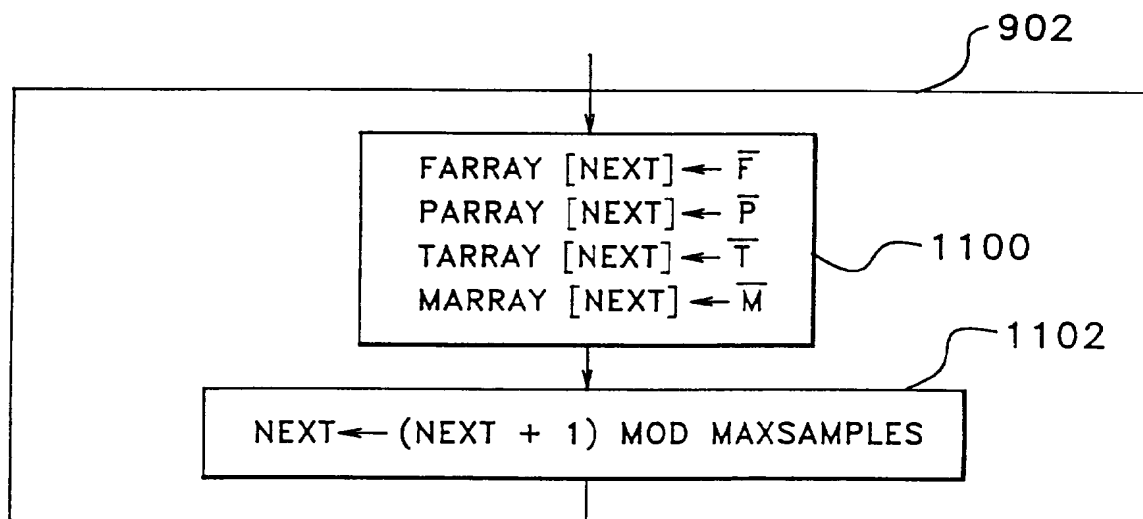 902
FARRAY [NEXT] ← F̅
PARRAY [NEXT] ← P̅
TARRAY [NEXT] ← T̅
MARRAY [NEXT] ← M̅
1100
1102
NEXT ← (NEXT + 1) MOD MAXSAMPLES